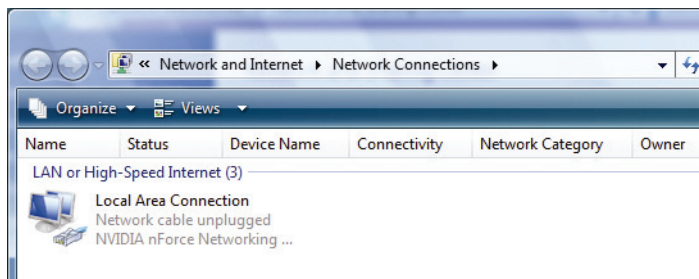 « Network and Internet ▸ Network Connections ▸
Organize Views
Name Status Device Name Connectivity Network Category Owner
LAN or High-Speed Internet (3)
Local Area Connection
Network cable unplugged
NVIDIA nForce Networking ...